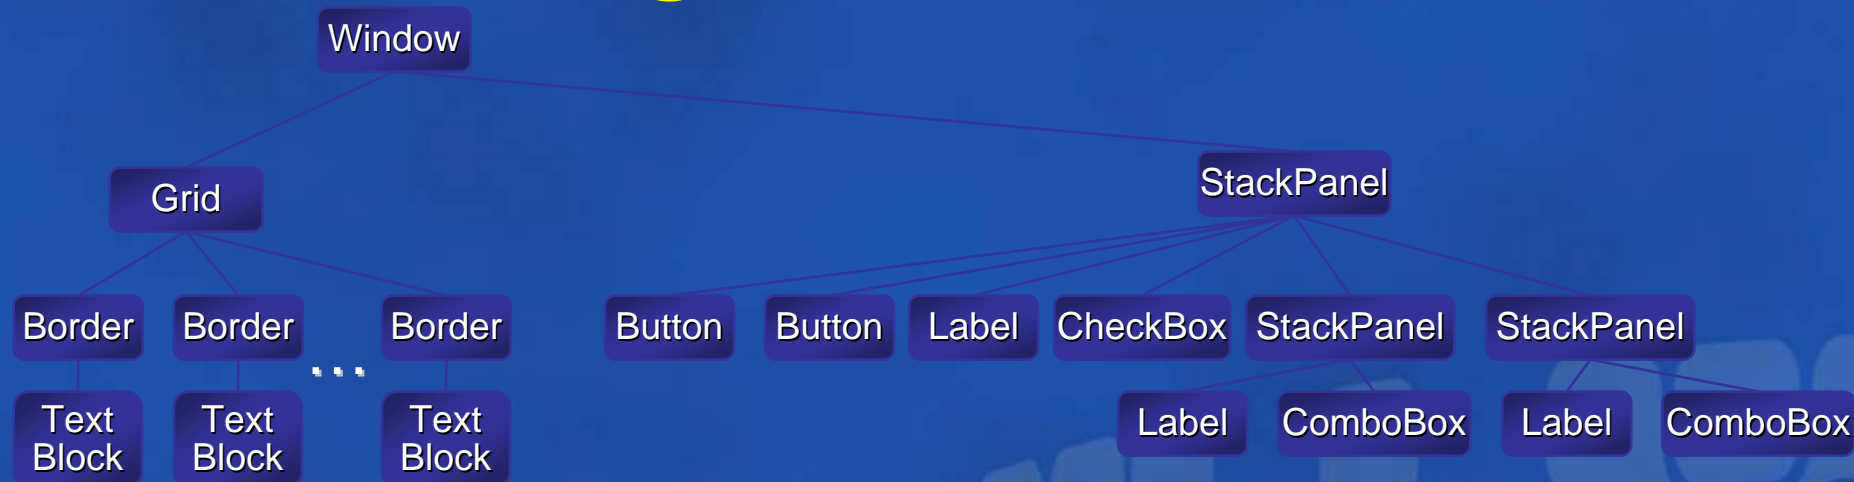 Window
Grid
StackPanel
Border
Border
...
Border
Button
Button
Label
CheckBox
StackPanel
StackPanel
Text
Block
Text
Block
Text
Block
Label
ComboBox
Label
ComboBox